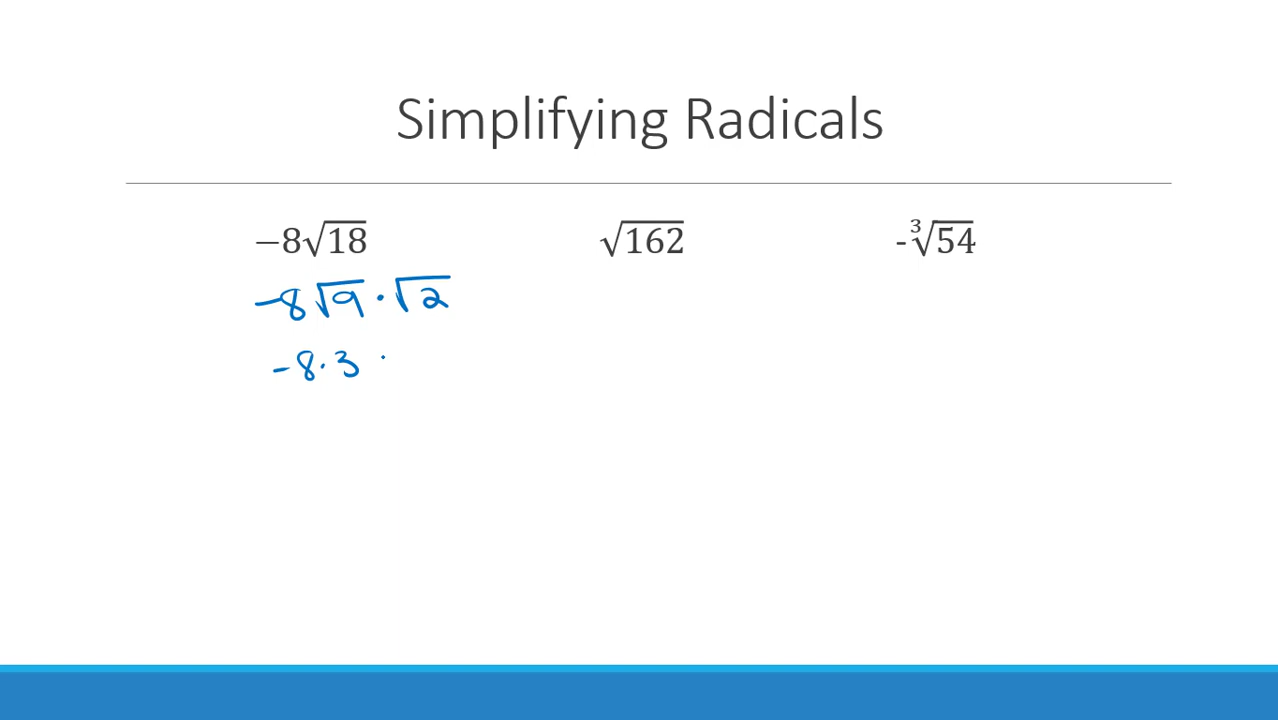 Simplifying Radicals
−8√18 √162 -∛54
-8√9 · √2
-8·3 ·